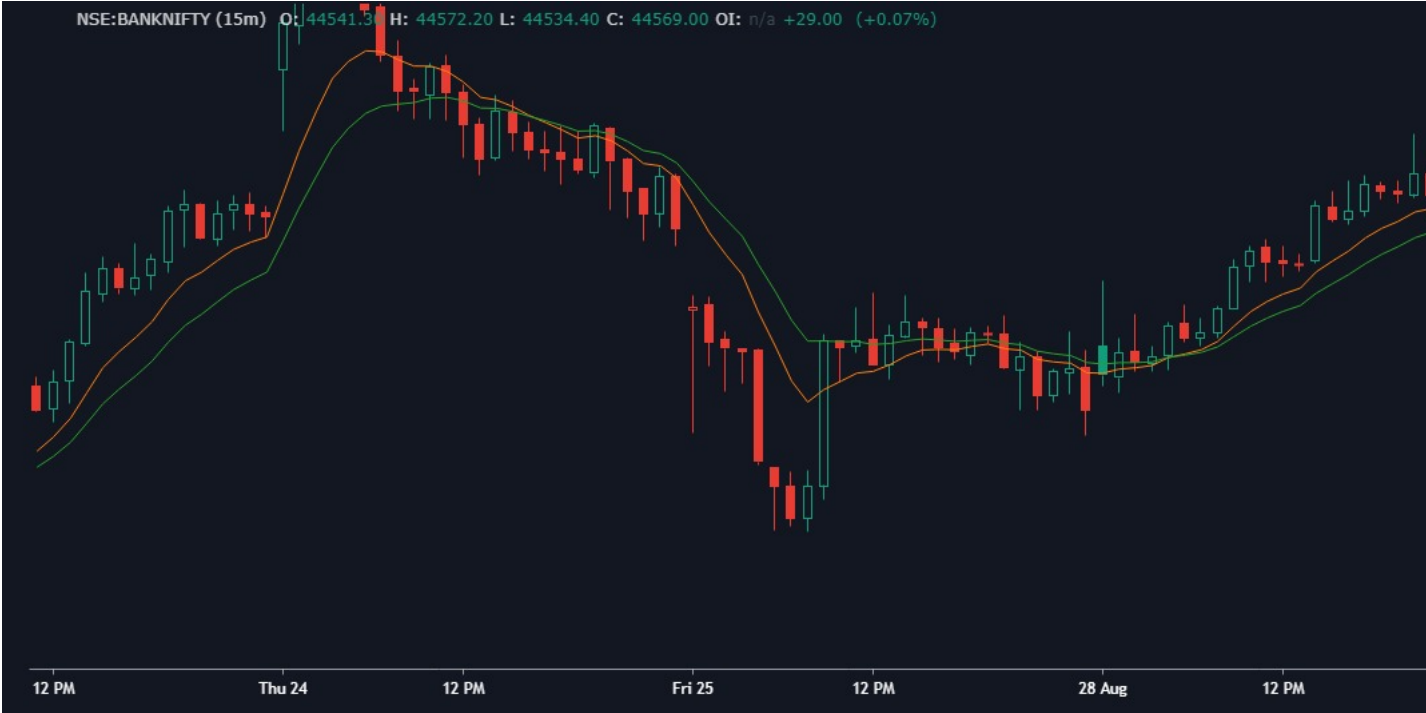 NSE:BANKNIFTY (15m) O: 44541.30 H: 44572.20 L: 44534.40 C: 44569.00 OI: n/a +29.00 (+0.07%)
12 PM Thu 24 12 PM Fri 25 12 PM 28 Aug 12 PM